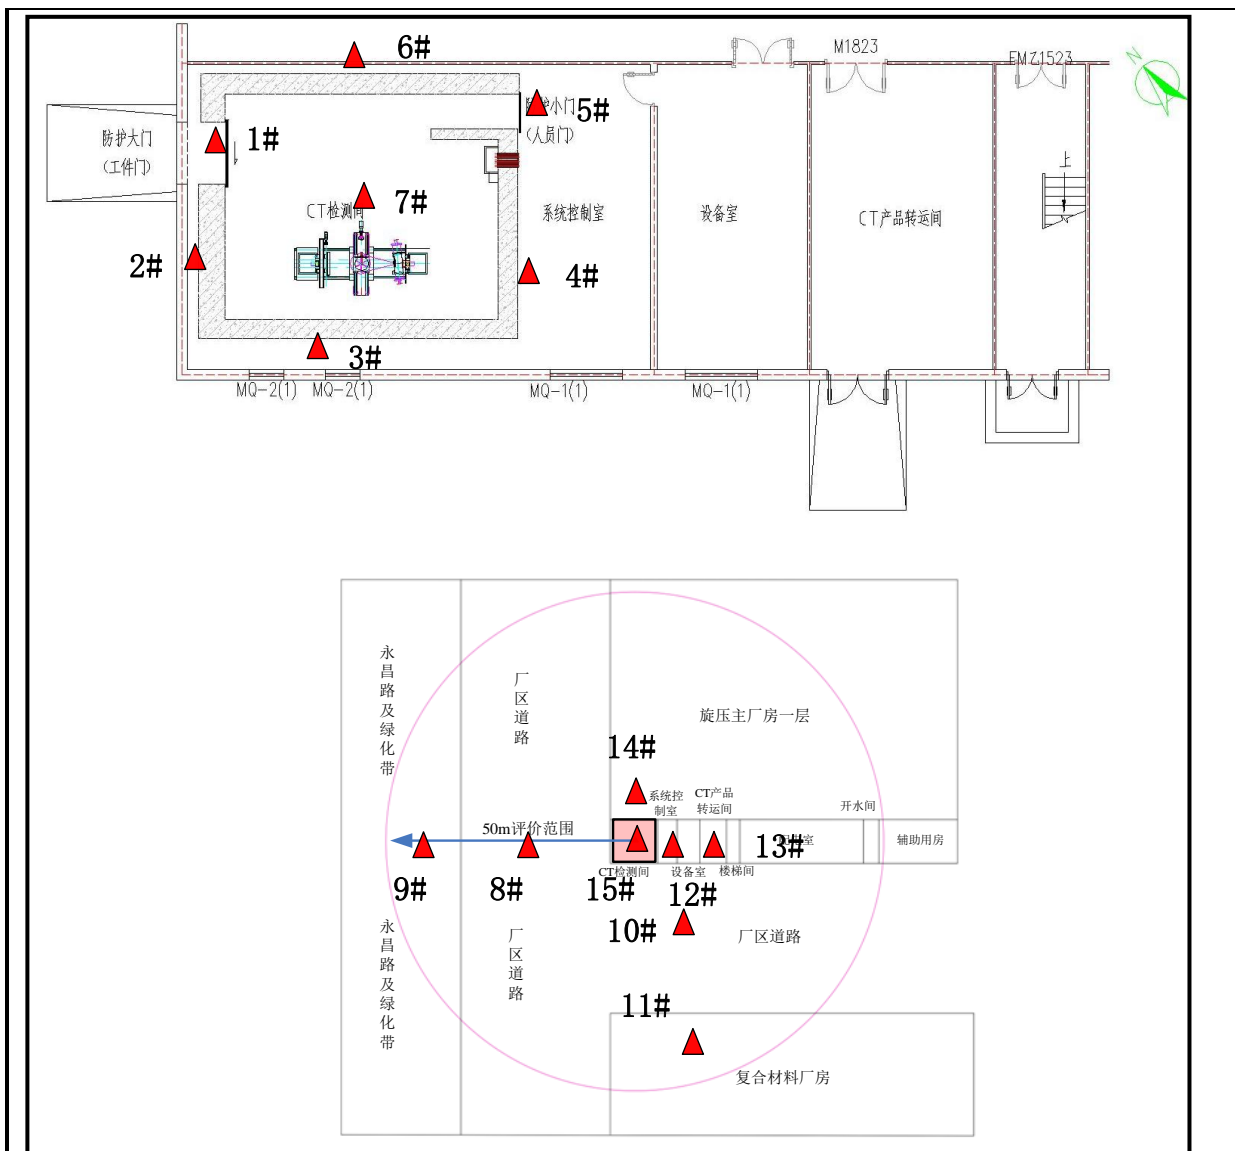 6#
M1823
FMZ1523
N
防护小门
5#
(人员门)
防护大门
(工件门)
1#
上
7#
CT检测间
系统控制室
设备室
CT产品转运间
2#
4#
3#
MQ-2(1)
MQ-2(1)
MQ-1(1)
MQ-1(1)
永昌路及绿化带
厂区道路
旋压主厂房一层
14#
系统控
制室
CT产品
转运间
开水间
50m评价范围
13#
辅助用房
9#
8#
CT检测间
15#
设备室
楼梯间
12#
10#
厂区道路
永昌路及绿化带
厂区道路
11#
复合材料厂房